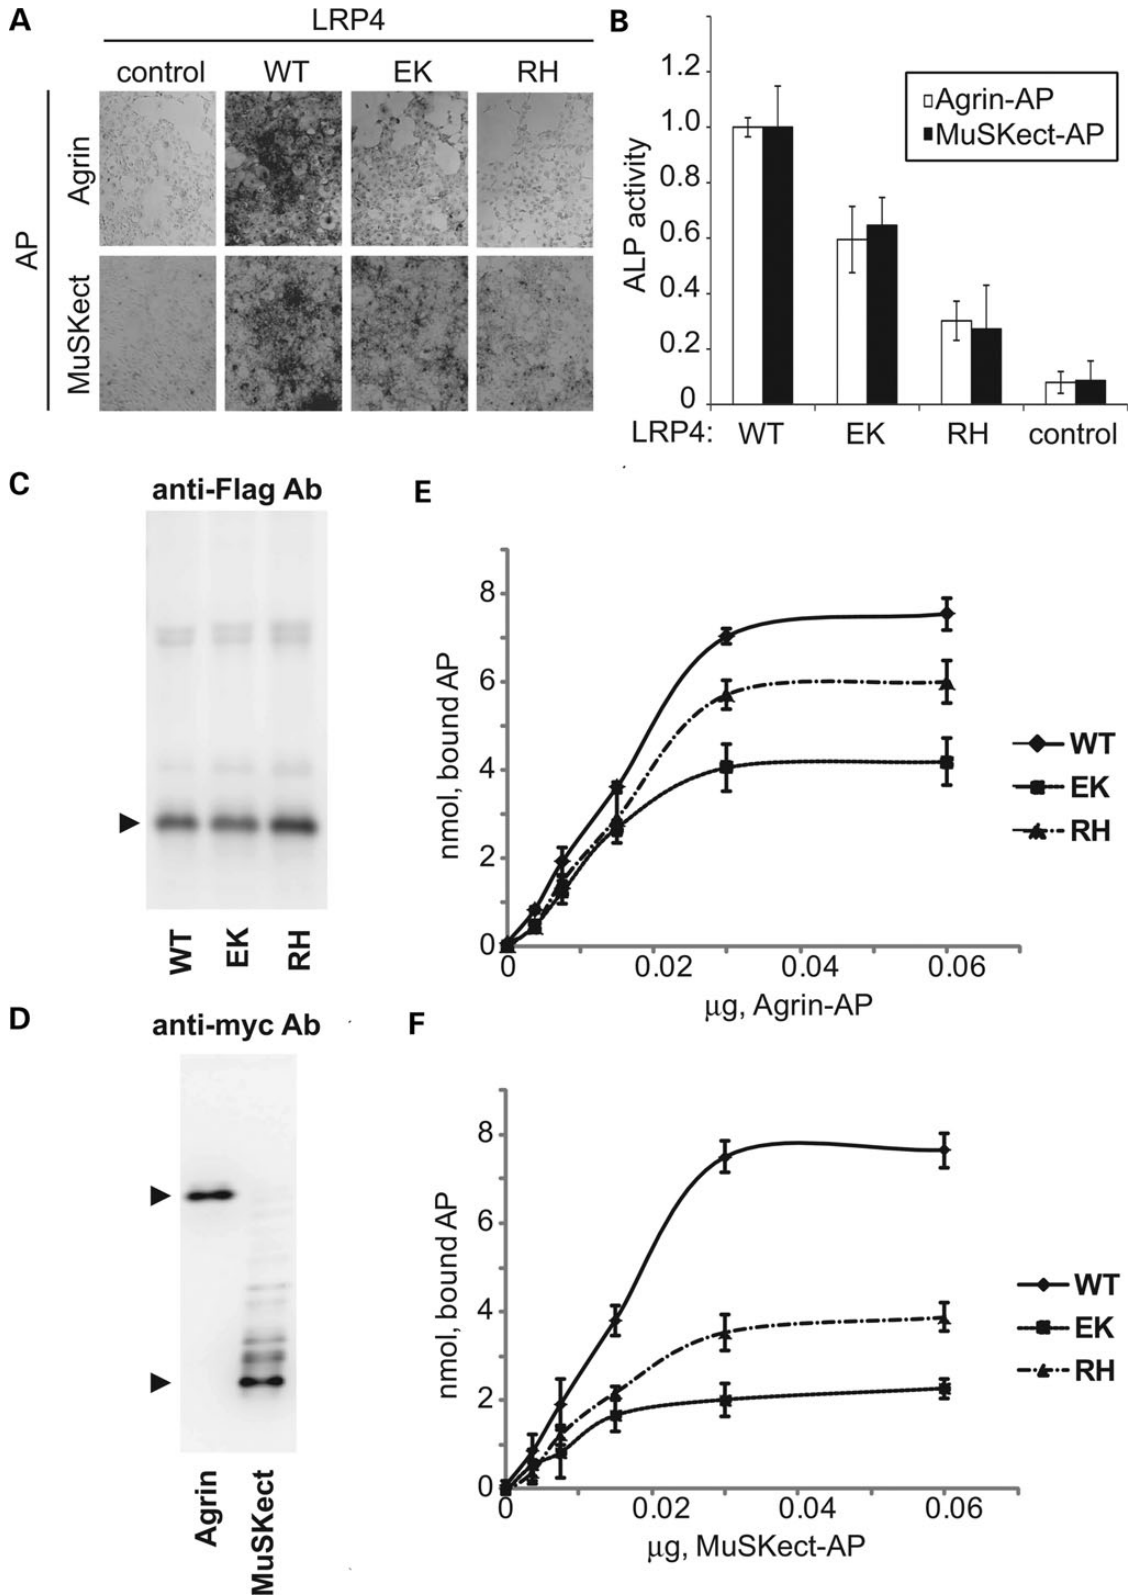 A
LRP4
control WT EK RH
AP
Agrin
MuSKect
B
ALP activity
1.2
1.0
0.8
0.6
0.4
0.2
0
Agrin-AP
MuSKect-AP
LRP4: WT EK RH control
C
anti-Flag Ab
WT EK RH
D
anti-myc Ab
Agrin MuSKect
E
nmol, bound AP
8
6
4
2
0
0 0.02 0.04 0.06
μg, Agrin-AP
WT
EK
RH
F
nmol, bound AP
8
6
4
2
0
0 0.02 0.04 0.06
μg, MuSKect-AP
WT
EK
RH